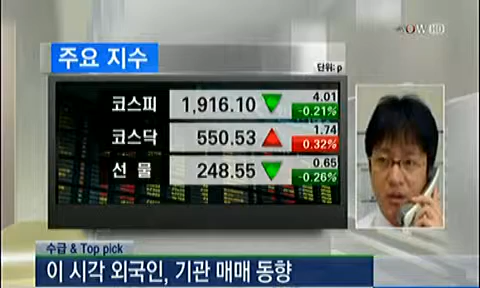 NOW HD
주요 지수
단위: p
코스피 1,916.10 ▼ 4.01 -0.21%
코스닥 550.53 ▲ 1.74 0.32%
선물 248.55 ▼ 0.65 -0.26%
수급 & Top pick
이 시각 외국인, 기관 매매 동향